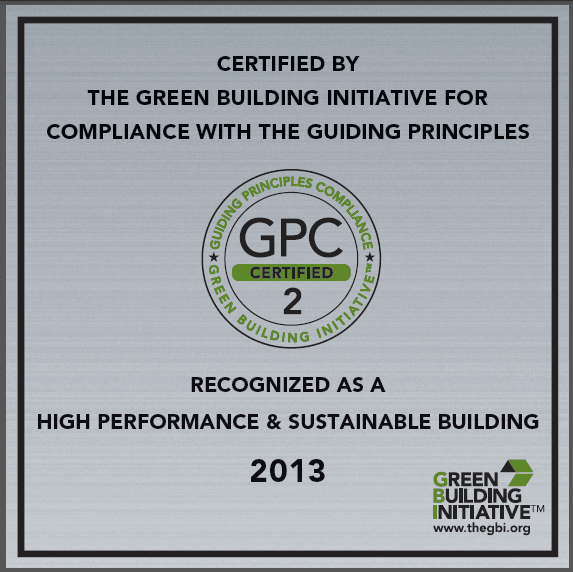 CERTIFIED BY
THE GREEN BUILDING INITIATIVE FOR
COMPLIANCE WITH THE GUIDING PRINCIPLES
GUIDING PRINCIPLES COMPLIANCE
GPC
CERTIFIED
2
GREEN BUILDING INITIATIVE™
RECOGNIZED AS A
HIGH PERFORMANCE & SUSTAINABLE BUILDING
2013
GREEN
BUILDING
INITIATIVE™
www.thegbi.org